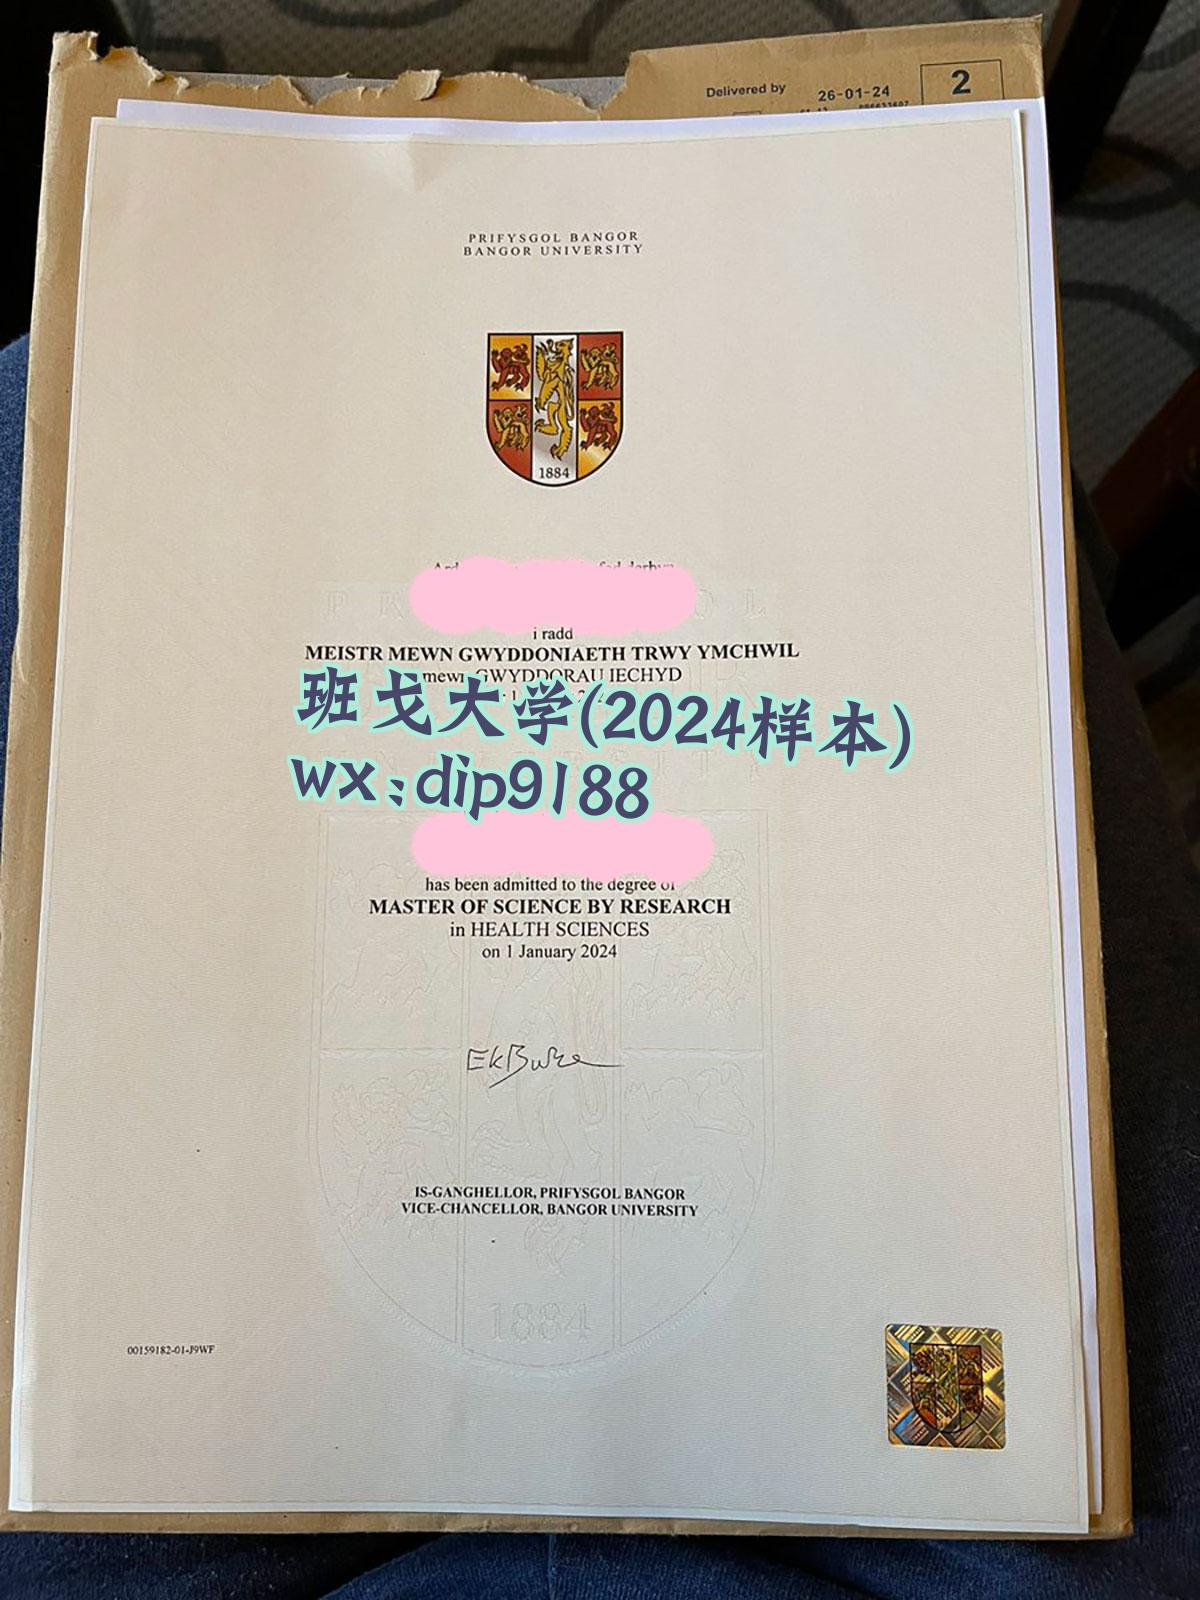 Delivered by
26-01-24
2
PRIFYSGOL BANGOR
BANGOR UNIVERSITY
1884
i radd
MEISTR MEWN GWYDDONIAETH TRWY YMCHWIL
mewn GWYDDORAU IECHYD
班戈大学(2024样本)
wx:dip9188
has been admitted to the degree of
MASTER OF SCIENCE BY RESEARCH
in HEALTH SCIENCES
on 1 January 2024
EKBurke
IS-GANGHELLOR, PRIFYSGOL BANGOR
VICE-CHANCELLOR, BANGOR UNIVERSITY
1884
00159182-01-J9WF